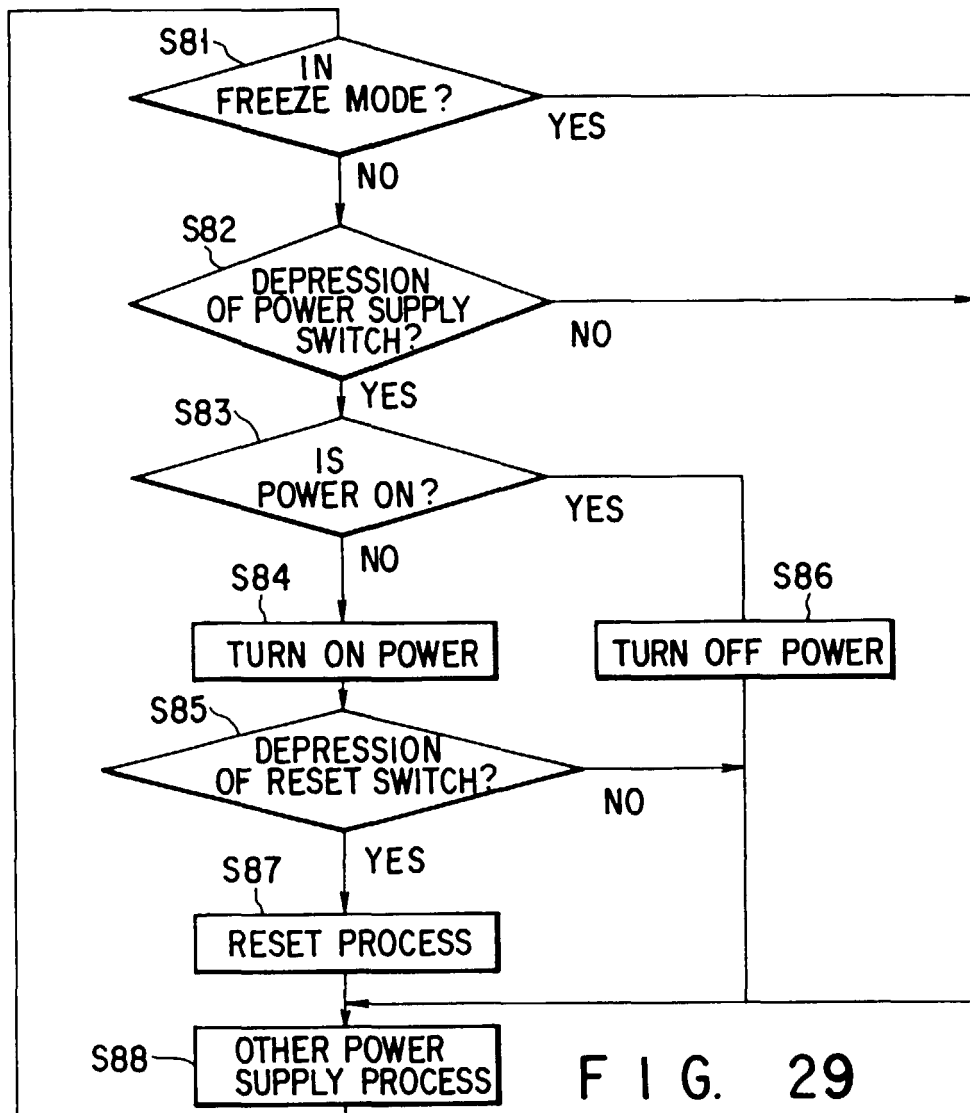 S81
IN
FREEZE MODE?
YES
NO
S82
DEPRESSION
OF POWER SUPPLY
SWITCH?
NO
YES
S83
IS
POWER ON?
YES
NO
S84
TURN ON POWER
S86
TURN OFF POWER
S85
DEPRESSION
OF RESET SWITCH?
NO
YES
S87
RESET PROCESS
S88
OTHER POWER
SUPPLY PROCESS
FIG. 29